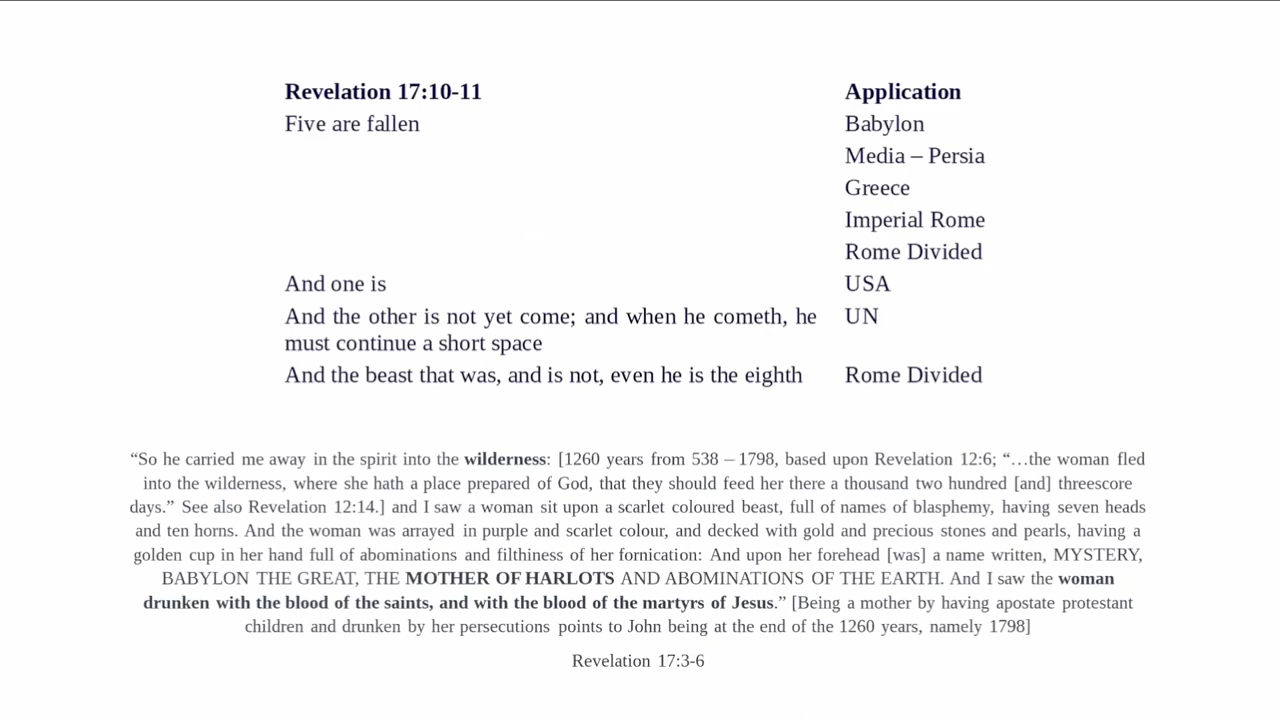 Revelation 17:10-11 Application
Five are fallen Babylon
Media – Persia
Greece
Imperial Rome
Rome Divided
And one is USA
And the other is not yet come; and when he cometh, he UN
must continue a short space
And the beast that was, and is not, even he is the eighth Rome Divided
“So he carried me away in the spirit into the wilderness: [1260 years from 538 – 1798, based upon Revelation 12:6; “…the woman fled
into the wilderness, where she hath a place prepared of God, that they should feed her there a thousand two hundred [and] threescore
days.” See also Revelation 12:14.] and I saw a woman sit upon a scarlet coloured beast, full of names of blasphemy, having seven heads
and ten horns. And the woman was arrayed in purple and scarlet colour, and decked with gold and precious stones and pearls, having a
golden cup in her hand full of abominations and filthiness of her fornication: And upon her forehead [was] a name written, MYSTERY,
BABYLON THE GREAT, THE MOTHER OF HARLOTS AND ABOMINATIONS OF THE EARTH. And I saw the woman
drunken with the blood of the saints, and with the blood of the martyrs of Jesus.” [Being a mother by having apostate protestant
children and drunken by her persecutions points to John being at the end of the 1260 years, namely 1798]
Revelation 17:3-6